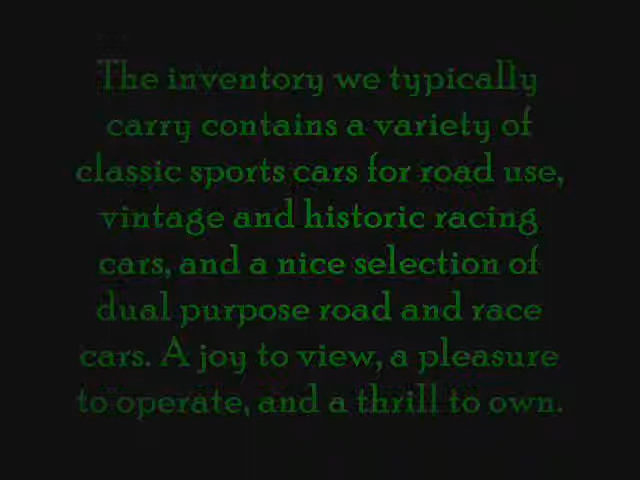 The inventory we typically
carry contains a variety of
classic sports cars for road use,
vintage and historic racing
cars, and a nice selection of
dual purpose road and race
cars. A joy to view, a pleasure
to operate, and a thrill to own.